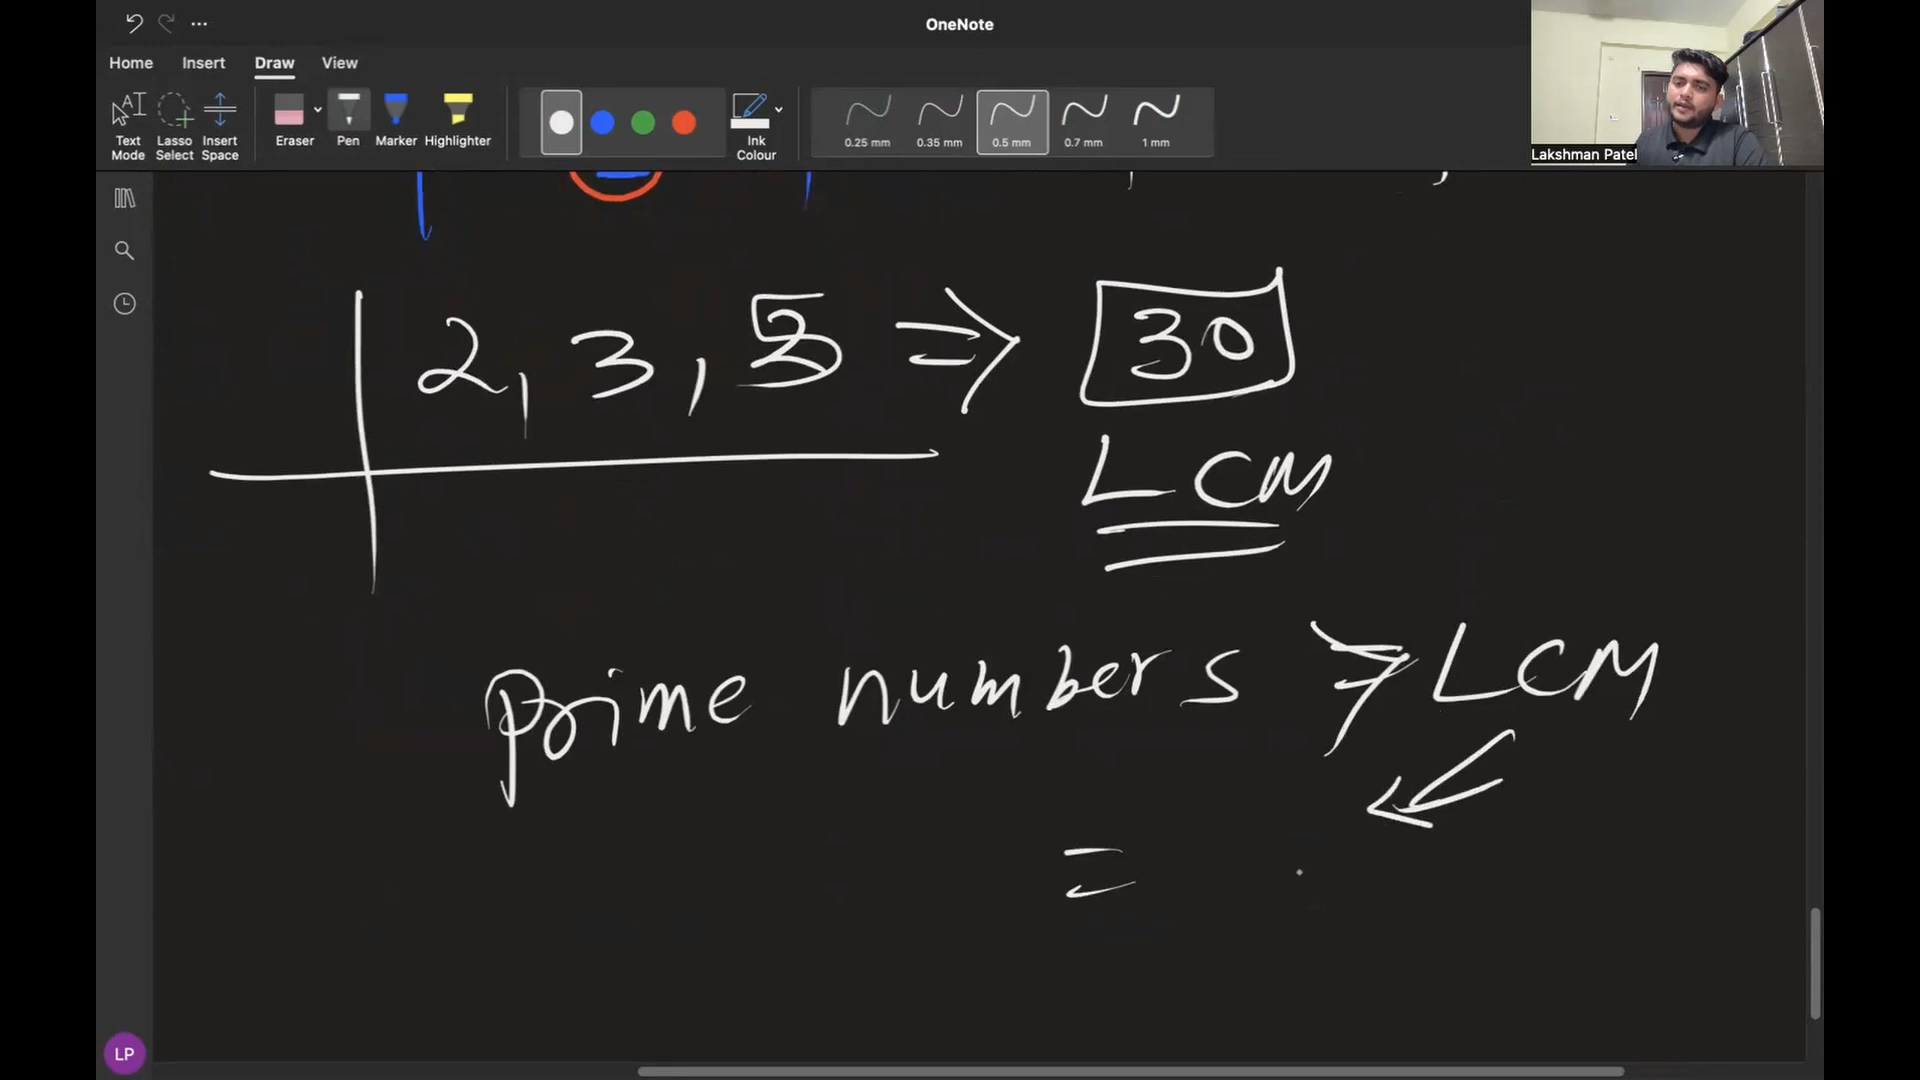 OneNote
Home Insert Draw View
Text Mode
Lasso Select
Insert Space
Eraser
Pen
Marker
Highlighter
Ink Colour
0.25 mm
0.35 mm
0.5 mm
0.7 mm
1 mm
Lakshman Patel
2, 3, 5 => 30
LCM
prime numbers => LCM
=
LP